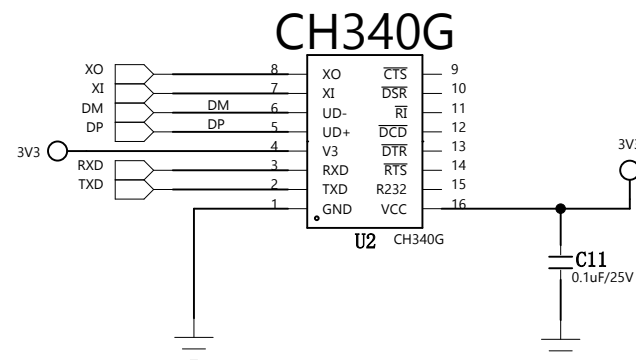 CH340G
XO 8 XO CTS 9
XI 7 XI DSR 10
DM DM 6 UD- RI 11
DP DP 5 UD+ DCD 12
3V3 4 V3 DTR 13 3V3
RXD 3 RXD RTS 14
TXD 2 TXD R232 15
1 GND VCC 16
U2 CH340G
C11
0.1uF/25V